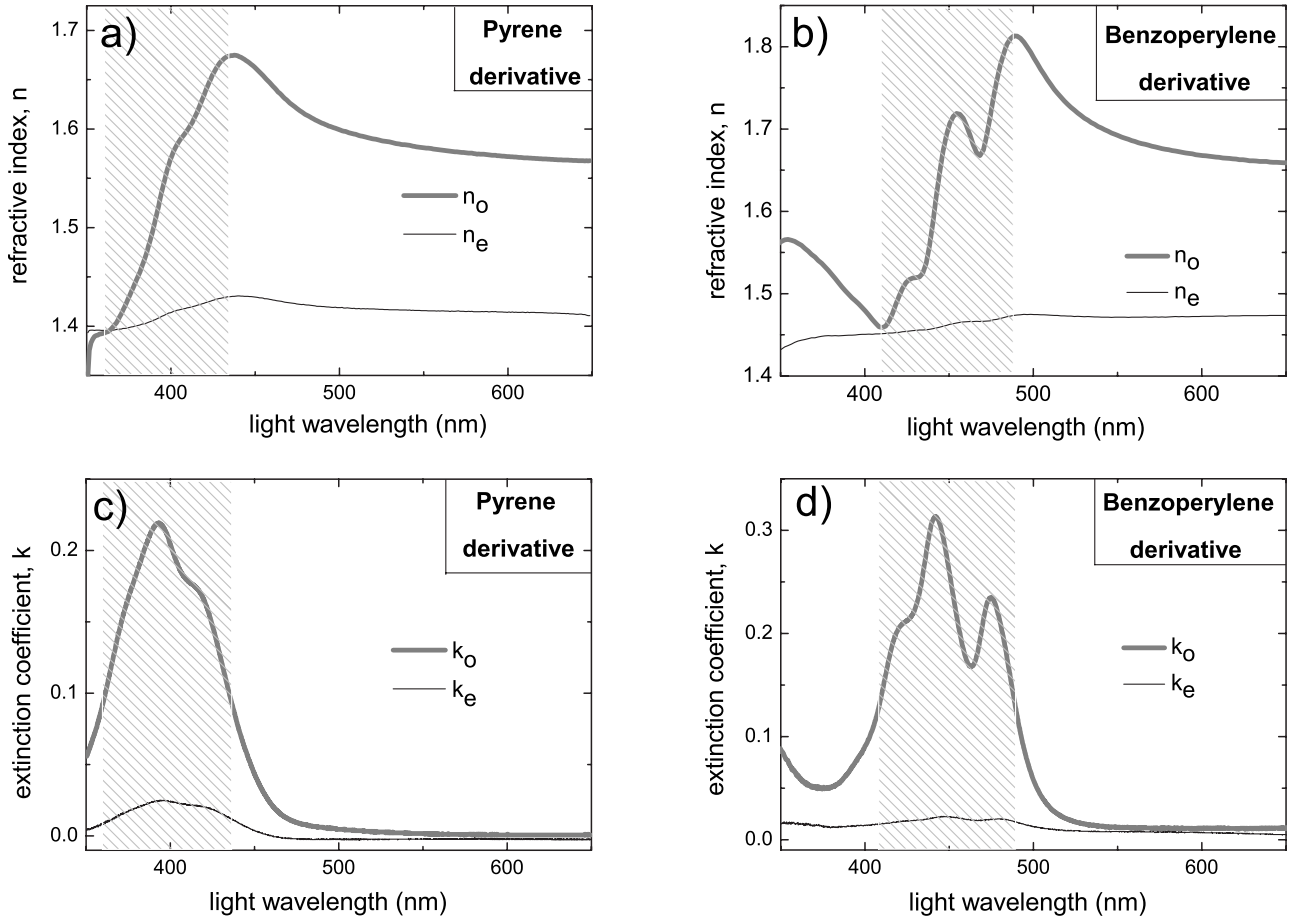 a)
Pyrene
derivative
refractive index, n
1.7
1.6
1.5
1.4
n_o
n_e
400
500
600
light wavelength (nm)
b)
Benzoperylene
derivative
refractive index, n
1.8
1.7
1.6
1.5
1.4
n_o
n_e
400
500
600
light wavelength (nm)
c)
Pyrene
derivative
extinction coefficient, k
0.2
0.1
0.0
k_o
k_e
400
500
600
light wavelength (nm)
d)
Benzoperylene
derivative
extinction coefficient, k
0.3
0.2
0.1
0.0
k_o
k_e
400
500
600
light wavelength (nm)